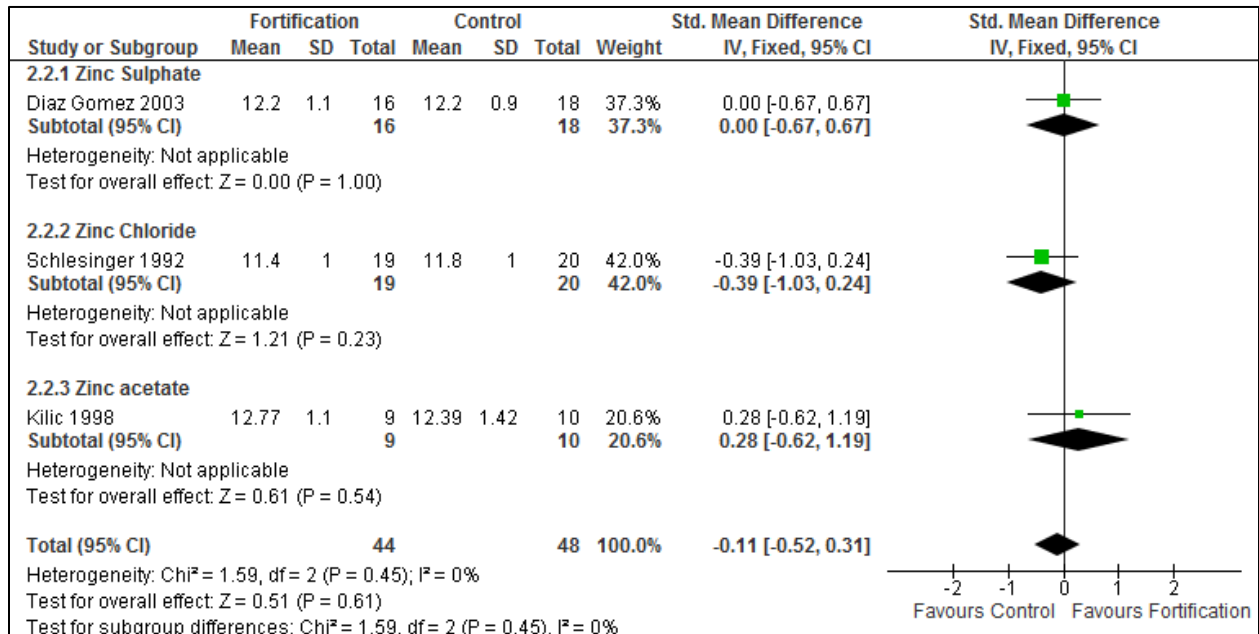 Fortification Control Std. Mean Difference Std. Mean Difference
Study or Subgroup Mean SD Total Mean SD Total Weight IV, Fixed, 95% CI IV, Fixed, 95% CI
2.2.1 Zinc Sulphate
Diaz Gomez 2003 12.2 1.1 16 12.2 0.9 18 37.3% 0.00 [-0.67, 0.67]
Subtotal (95% CI) 16 18 37.3% 0.00 [-0.67, 0.67]
Heterogeneity: Not applicable
Test for overall effect: Z = 0.00 (P = 1.00)
2.2.2 Zinc Chloride
Schlesinger 1992 11.4 1 19 11.8 1 20 42.0% -0.39 [-1.03, 0.24]
Subtotal (95% CI) 19 20 42.0% -0.39 [-1.03, 0.24]
Heterogeneity: Not applicable
Test for overall effect: Z = 1.21 (P = 0.23)
2.2.3 Zinc acetate
Kilic 1998 12.77 1.1 9 12.39 1.42 10 20.6% 0.28 [-0.62, 1.19]
Subtotal (95% CI) 9 10 20.6% 0.28 [-0.62, 1.19]
Heterogeneity: Not applicable
Test for overall effect: Z = 0.61 (P = 0.54)
Total (95% CI) 44 48 100.0% -0.11 [-0.52, 0.31]
Heterogeneity: Chi² = 1.59, df = 2 (P = 0.45); I² = 0%
Test for overall effect: Z = 0.51 (P = 0.61)
Test for subgroup differences: Chi² = 1.59, df = 2 (P = 0.45), I² = 0%
-2 -1 0 1 2
Favours Control Favours Fortification